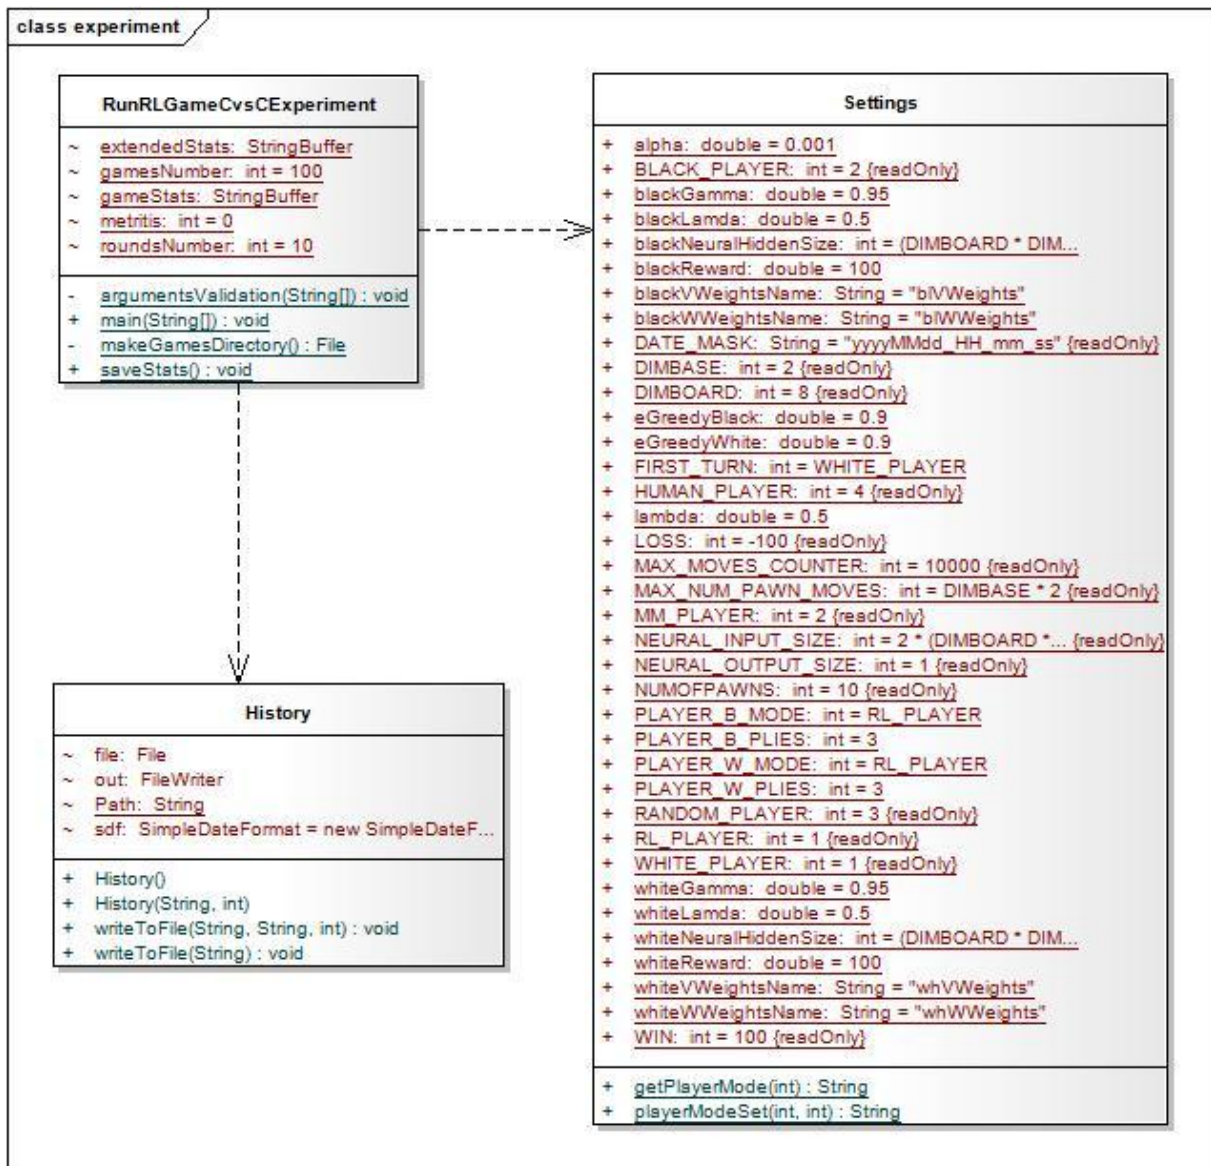 class experiment
RunRLGameCvsCExperiment
~ extendedStats: StringBuffer
~ gamesNumber: int = 100
~ gameStats: StringBuffer
~ metritis: int = 0
~ roundsNumber: int = 10
- argumentsValidation(String[]) : void
+ main(String[]) : void
- makeGamesDirectory() : File
+ saveStats() : void
Settings
+ alpha: double = 0.001
+ BLACK_PLAYER: int = 2 {readOnly}
+ blackGamma: double = 0.95
+ blackLamda: double = 0.5
+ blackNeuralHiddenSize: int = (DIMBOARD * DIM...
+ blackReward: double = 100
+ blackVWeightsName: String = "blVWeights"
+ blackWWeightsName: String = "blWWeights"
+ DATE_MASK: String = "yyyyMMdd_HH_mm_ss" {readOnly}
+ DIMBASE: int = 2 {readOnly}
+ DIMBOARD: int = 8 {readOnly}
+ eGreedyBlack: double = 0.9
+ eGreedyWhite: double = 0.9
+ FIRST_TURN: int = WHITE_PLAYER
+ HUMAN_PLAYER: int = 4 {readOnly}
+ lambda: double = 0.5
+ LOSS: int = -100 {readOnly}
+ MAX_MOVES_COUNTER: int = 10000 {readOnly}
+ MAX_NUM_PAWN_MOVES: int = DIMBASE * 2 {readOnly}
+ MM_PLAYER: int = 2 {readOnly}
+ NEURAL_INPUT_SIZE: int = 2 * (DIMBOARD *... {readOnly}
+ NEURAL_OUTPUT_SIZE: int = 1 {readOnly}
+ NUMOFPAWNS: int = 10 {readOnly}
+ PLAYER_B_MODE: int = RL_PLAYER
+ PLAYER_B_PLIES: int = 3
+ PLAYER_W_MODE: int = RL_PLAYER
+ PLAYER_W_PLIES: int = 3
+ RANDOM_PLAYER: int = 3 {readOnly}
+ RL_PLAYER: int = 1 {readOnly}
+ WHITE_PLAYER: int = 1 {readOnly}
+ whiteGamma: double = 0.95
+ whiteLamda: double = 0.5
+ whiteNeuralHiddenSize: int = (DIMBOARD * DIM...
+ whiteReward: double = 100
+ whiteVWeightsName: String = "whVWeights"
+ whiteWWeightsName: String = "whWWeights"
+ WIN: int = 100 {readOnly}
+ getPlayerMode(int) : String
+ playerModeSet(int, int) : String
History
~ file: File
~ out: FileWriter
~ Path: String
~ sdf: SimpleDateFormat = new SimpleDateF...
+ History()
+ History(String, int)
+ writeToFile(String, String, int) : void
+ writeToFile(String) : void